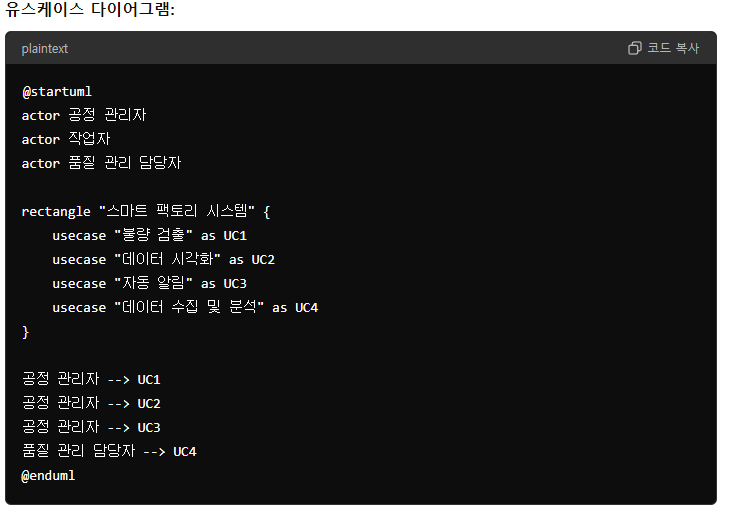 유스케이스 다이어그램:
plaintext
코드 복사
@startuml
actor 공정 관리자
actor 작업자
actor 품질 관리 담당자
rectangle "스마트 팩토리 시스템" {
usecase "불량 검출" as UC1
usecase "데이터 시각화" as UC2
usecase "자동 알림" as UC3
usecase "데이터 수집 및 분석" as UC4
}
공정 관리자 --> UC1
공정 관리자 --> UC2
공정 관리자 --> UC3
품질 관리 담당자 --> UC4
@enduml